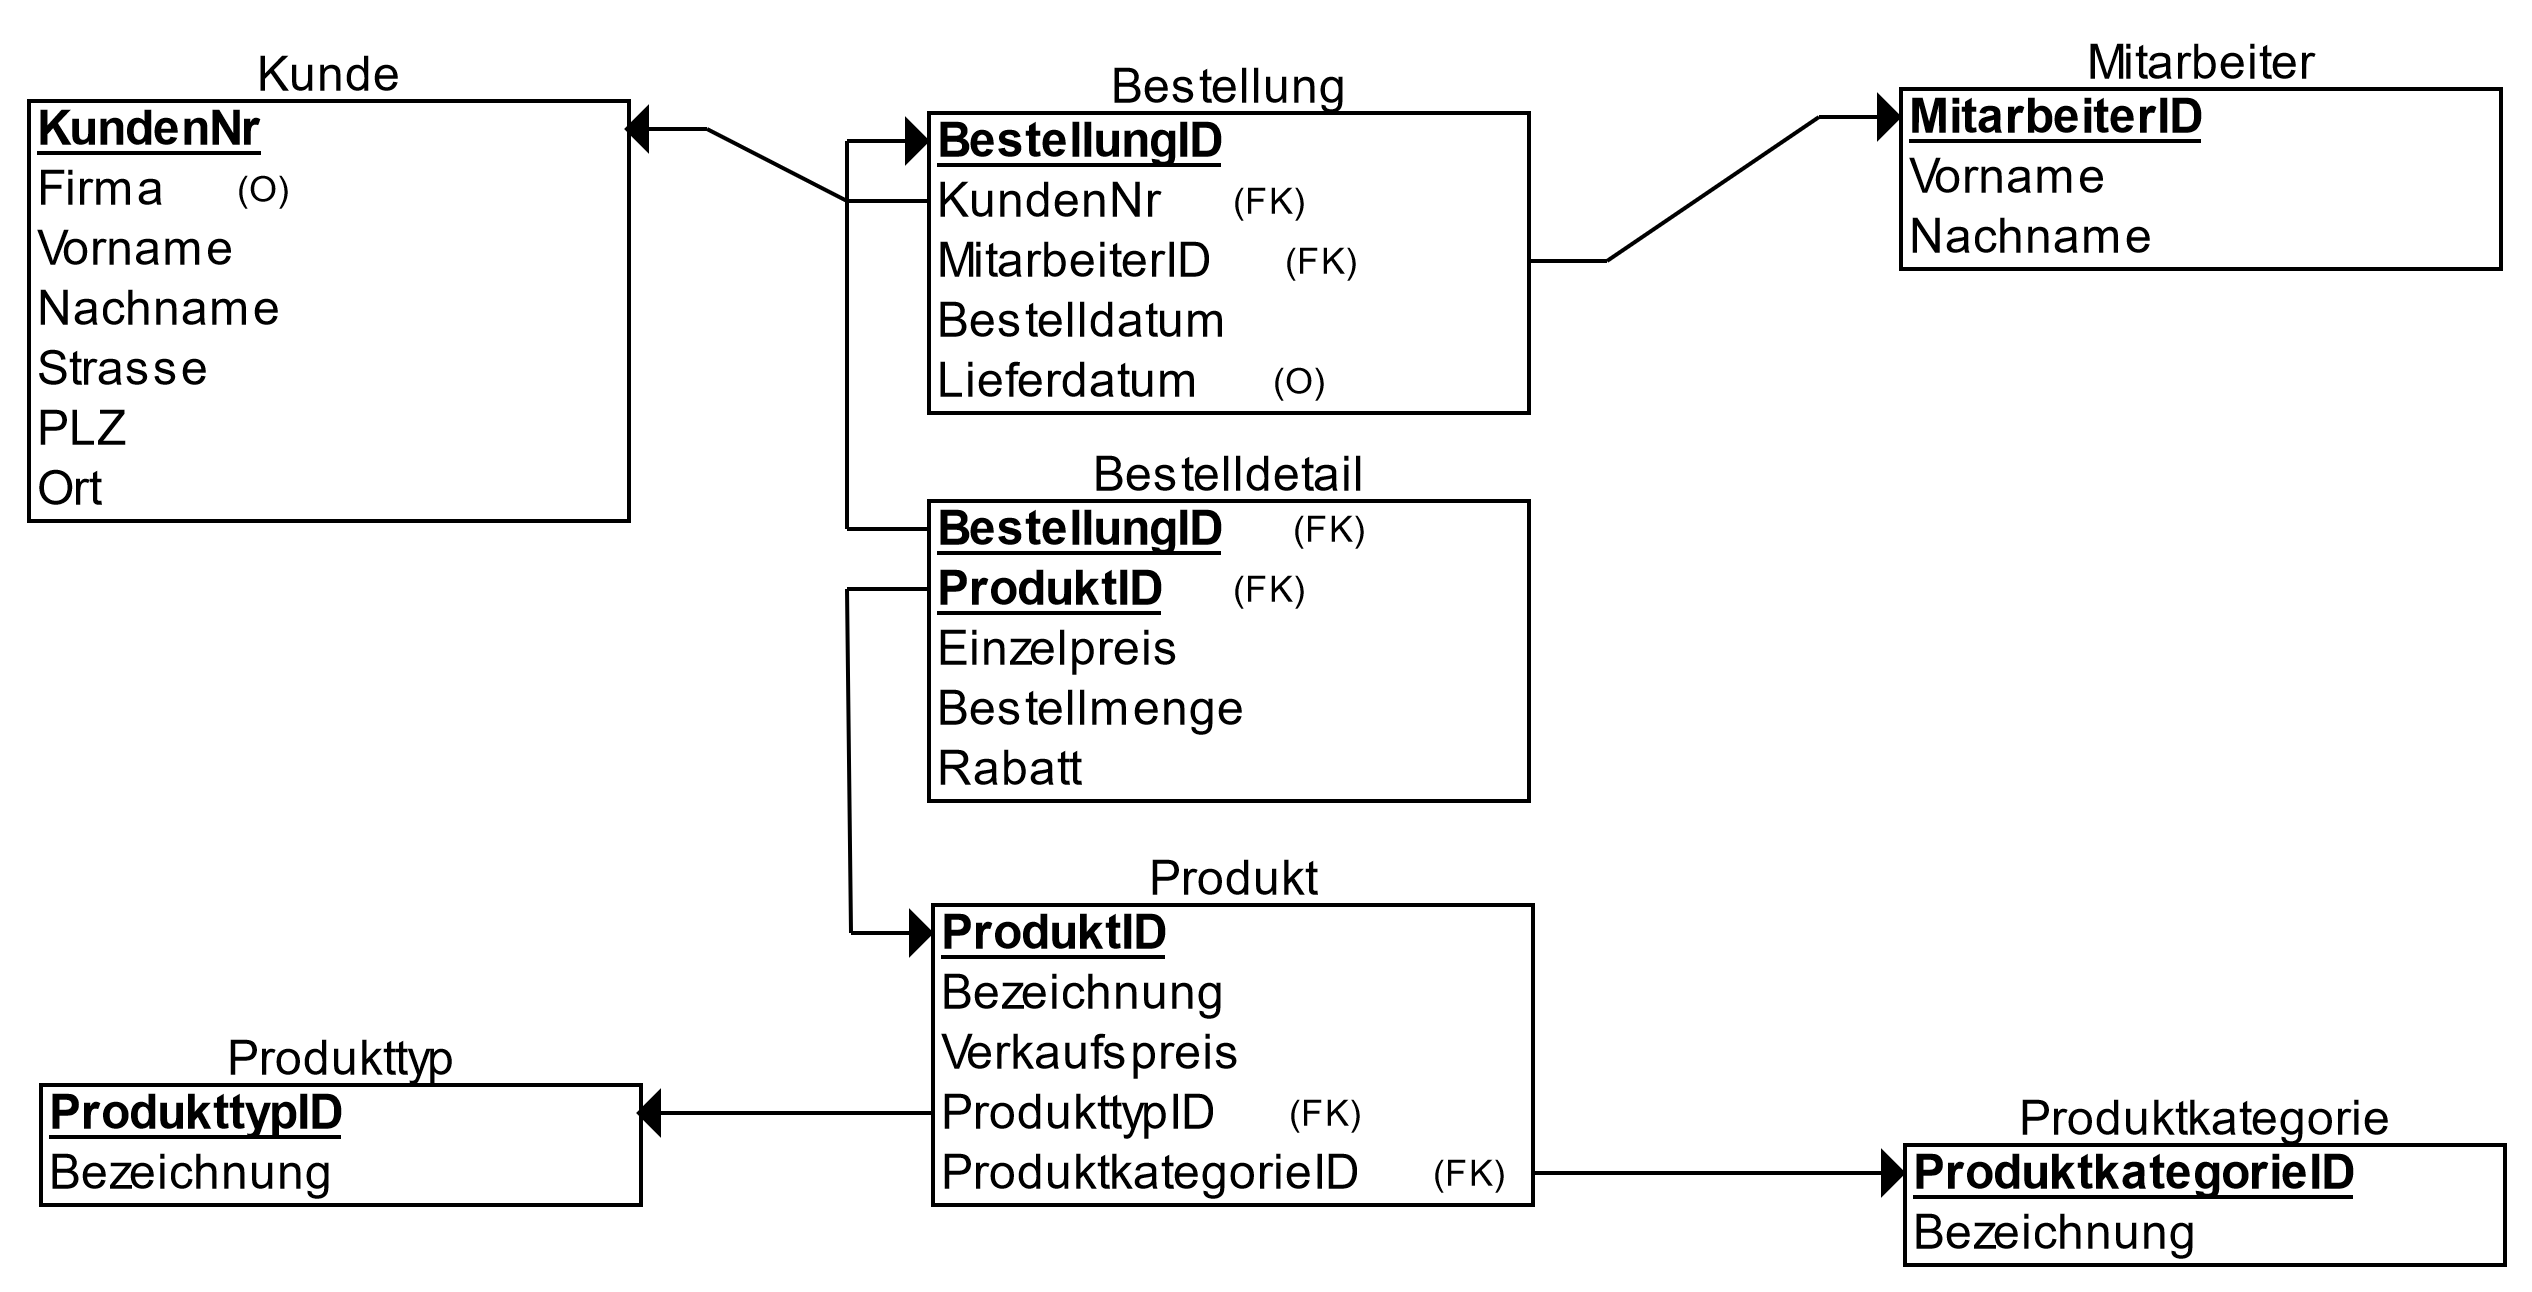 Kunde
KundenNr
Firma (O)
Vorname
Nachname
Strasse
PLZ
Ort
Bestellung
BestellungID
KundenNr (FK)
MitarbeiterID (FK)
Bestelldatum
Lieferdatum (O)
Mitarbeiter
MitarbeiterID
Vorname
Nachname
Bestelldetail
BestellungID (FK)
ProduktID (FK)
Einzelpreis
Bestellmenge
Rabatt
Produkt
ProduktID
Bezeichnung
Verkaufspreis
ProdukttypID (FK)
ProduktkategorieID (FK)
Produkttyp
ProdukttypID
Bezeichnung
Produktkategorie
ProduktkategorieID
Bezeichnung